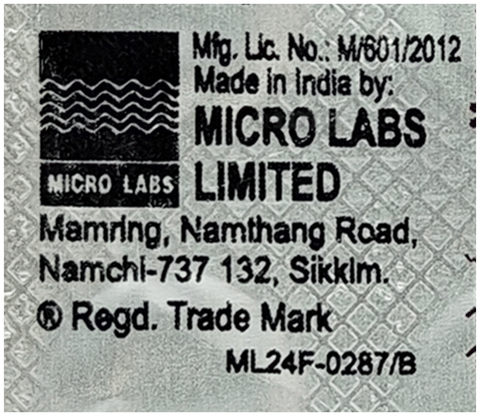 Mfg. Lic. No.: M/601/2012
Made in India by:
MICRO LABS
LIMITED
MICRO LABS
Mamring, Namthang Road,
Namchi-737 132, Sikkim.
® Regd. Trade Mark
ML24F-0287/B